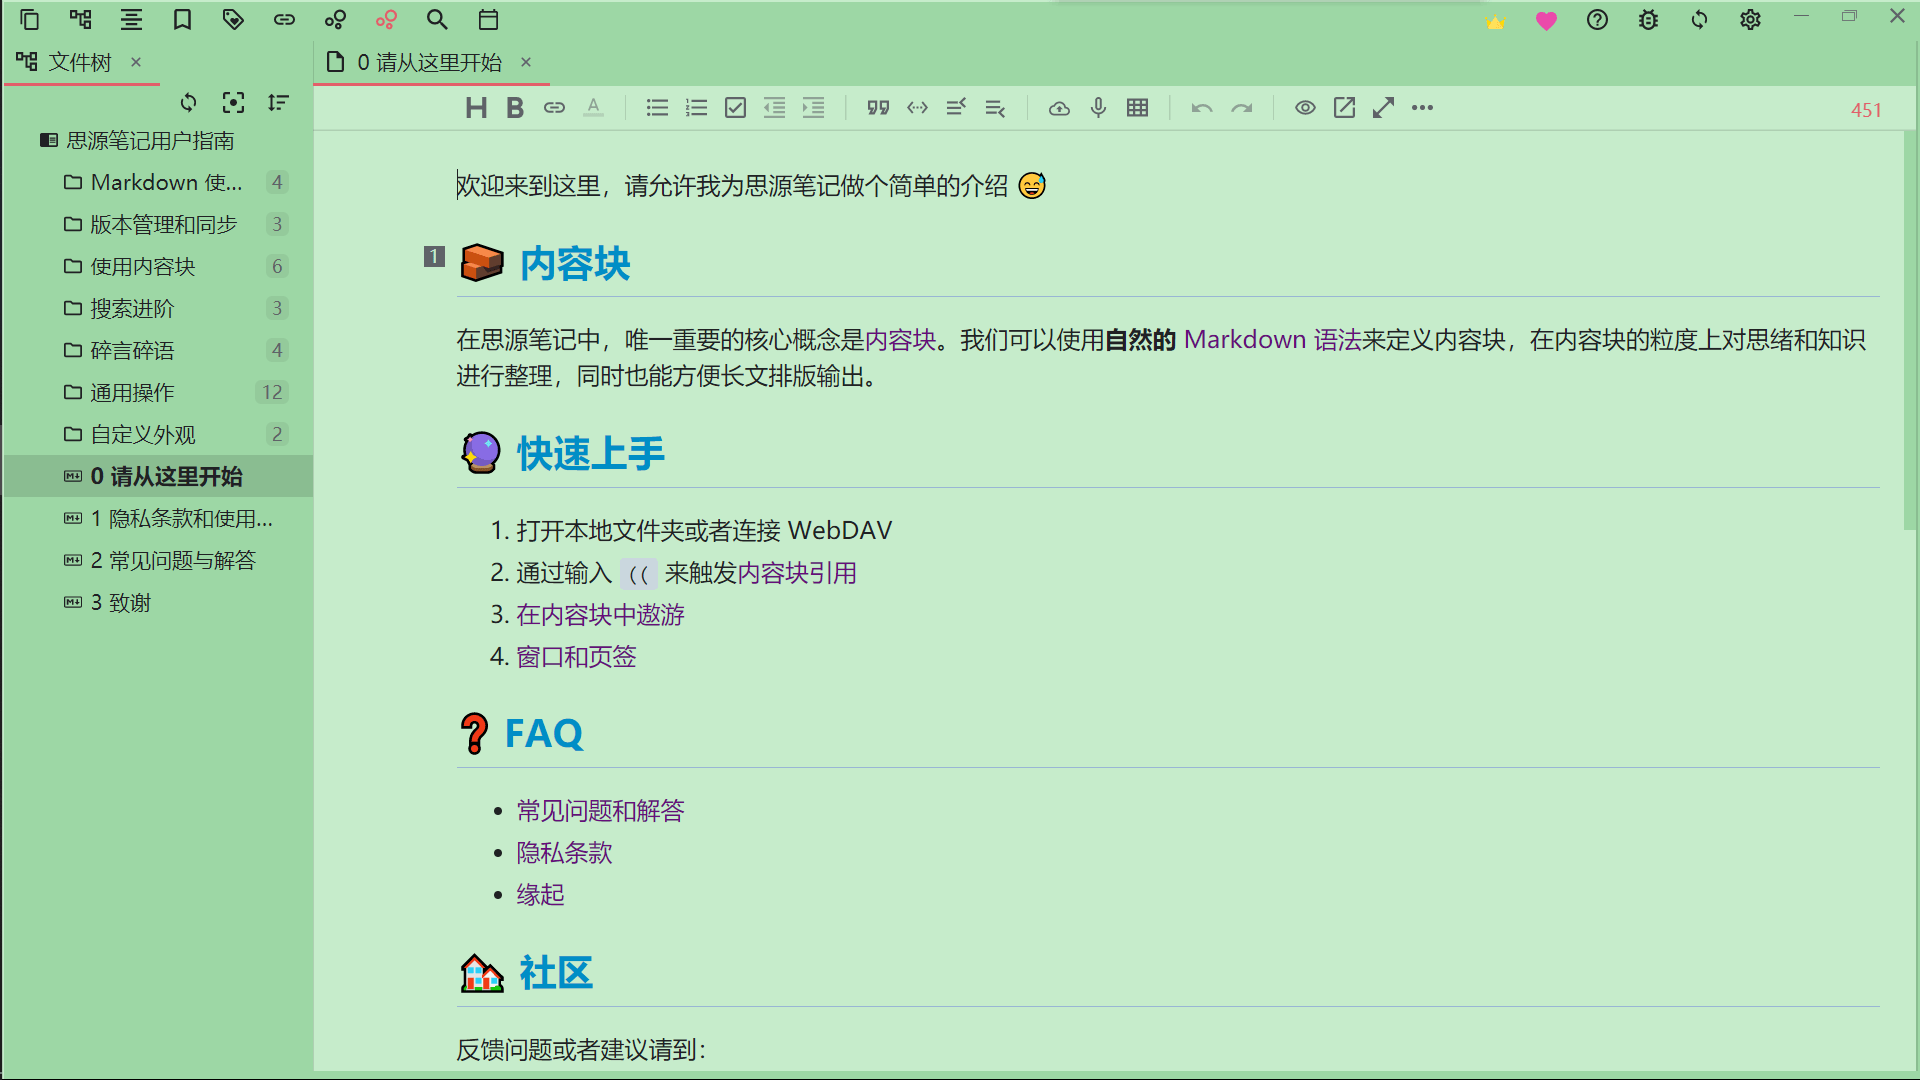 文件树
0 请从这里开始
H B A
451
思源笔记用户指南
Markdown 使... 4
版本管理和同步 3
使用内容块 6
搜索进阶 3
碎言碎语 4
通用操作 12
自定义外观 2
0 请从这里开始
1 隐私条款和使用...
2 常见问题与解答
3 致谢
欢迎来到这里，请允许我为思源笔记做个简单的介绍 😅
1
内容块
在思源笔记中，唯一重要的核心概念是内容块。我们可以使用自然的 Markdown 语法来定义内容块，在内容块的粒度上对思绪和知识
进行整理，同时也能方便长文排版输出。
快速上手
1. 打开本地文件夹或者连接 WebDAV
2. 通过输入 (( 来触发内容块引用
3. 在内容块中遨游
4. 窗口和页签
❓ FAQ
• 常见问题和解答
• 隐私条款
• 缘起
社区
反馈问题或者建议请到：